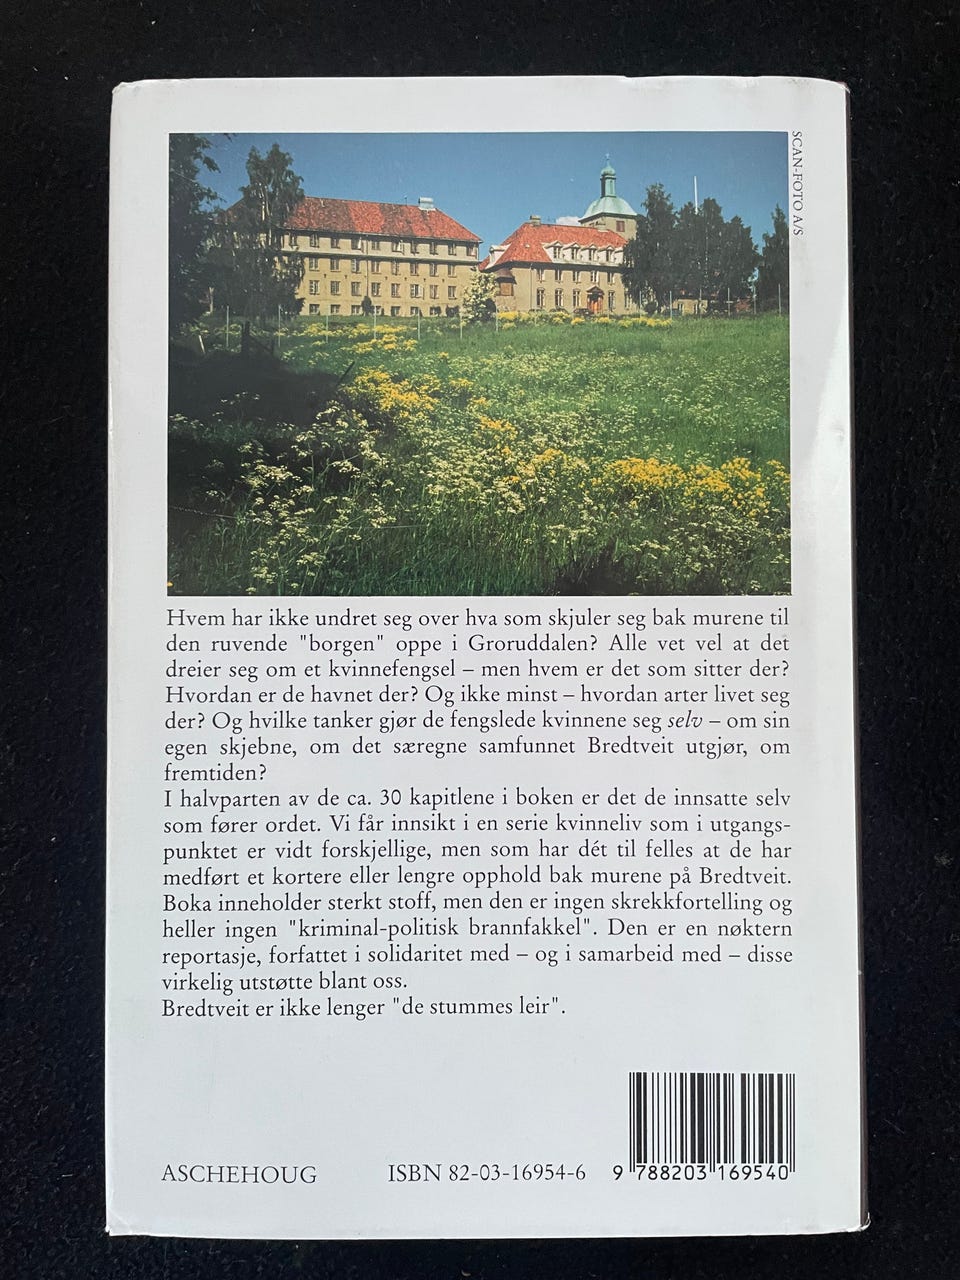 SCAN-FOTO A/S
Hvem har ikke undret seg over hva som skjuler seg bak murene til
den ruvende "borgen" oppe i Groruddalen? Alle vet vel at det
dreier seg om et kvinnefengsel – men hvem er det som sitter der?
Hvordan er de havnet der? Og ikke minst – hvordan arter livet seg
der? Og hvilke tanker gjør de fengslede kvinnene seg selv – om sin
egen skjebne, om det særegne samfunnet Bredtveit utgjør, om
fremtiden?
I halvparten av de ca. 30 kapitlene i boken er det de innsatte selv
som fører ordet. Vi får innsikt i en serie kvinneliv som i utgangs-
punktet er vidt forskjellige, men som har dét til felles at de har
medført et kortere eller lengre opphold bak murene på Bredtveit.
Boka inneholder sterkt stoff, men den er ingen skrekkfortelling og
heller ingen "kriminal-politisk brannfakkel". Den er en nøktern
reportasje, forfattet i solidaritet med – og i samarbeid med – disse
virkelig utstøtte blant oss.
Bredtveit er ikke lenger "de stummes leir".
ASCHEHOUG
ISBN 82-03-16954-6
9 788203 169540